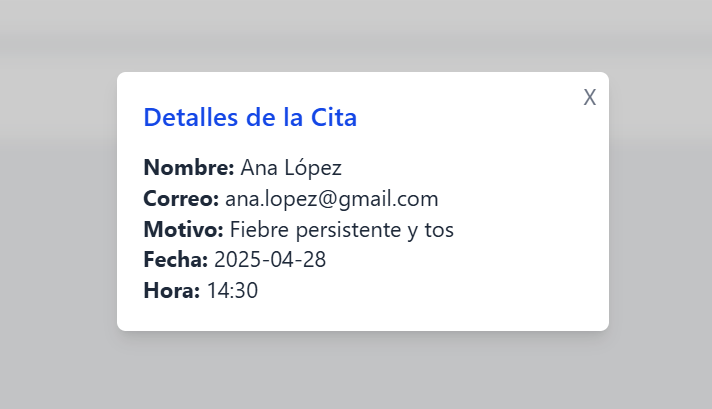 X
Detalles de la Cita
Nombre: Ana López
Correo: ana.lopez@gmail.com
Motivo: Fiebre persistente y tos
Fecha: 2025-04-28
Hora: 14:30